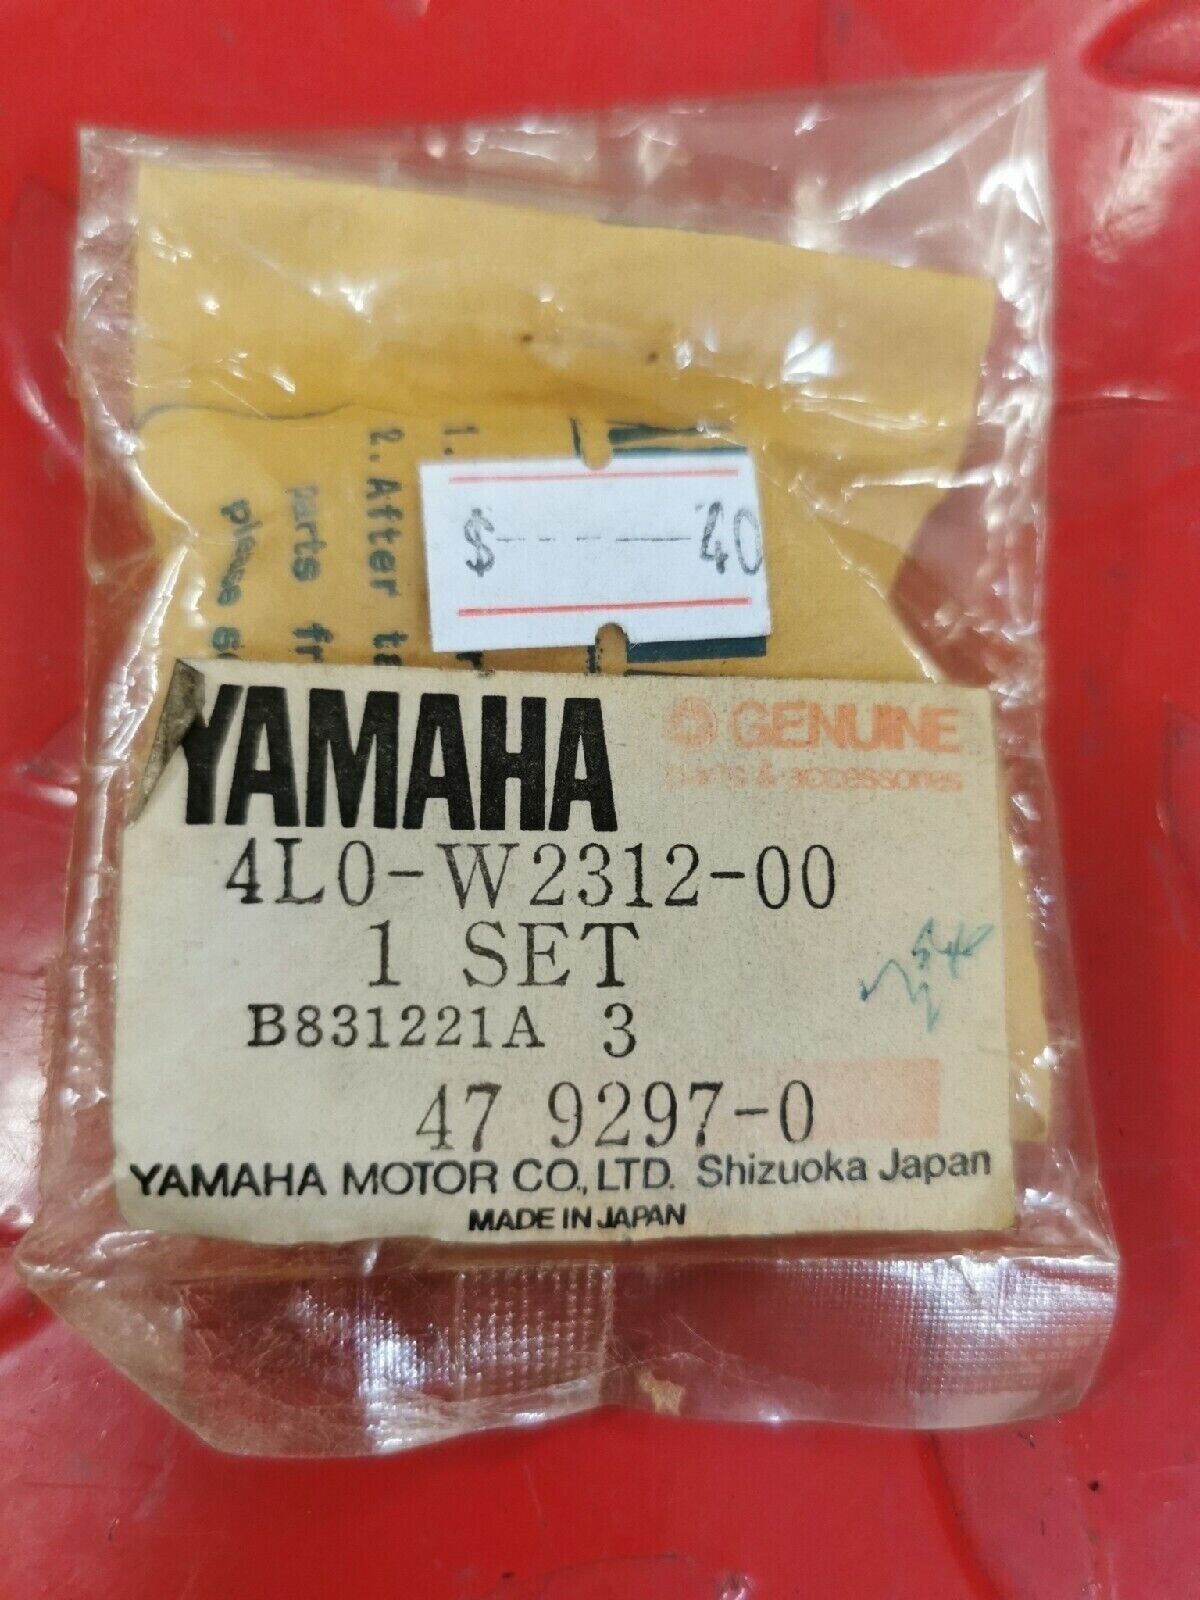 1.
2. After
parts fr
please
$-----40
YAMAHA
GENUINE
parts & accessories
4L0-W2312-00
1 SET
B831221A 3
47 9297-0
YAMAHA MOTOR CO., LTD. Shizuoka Japan
MADE IN JAPAN